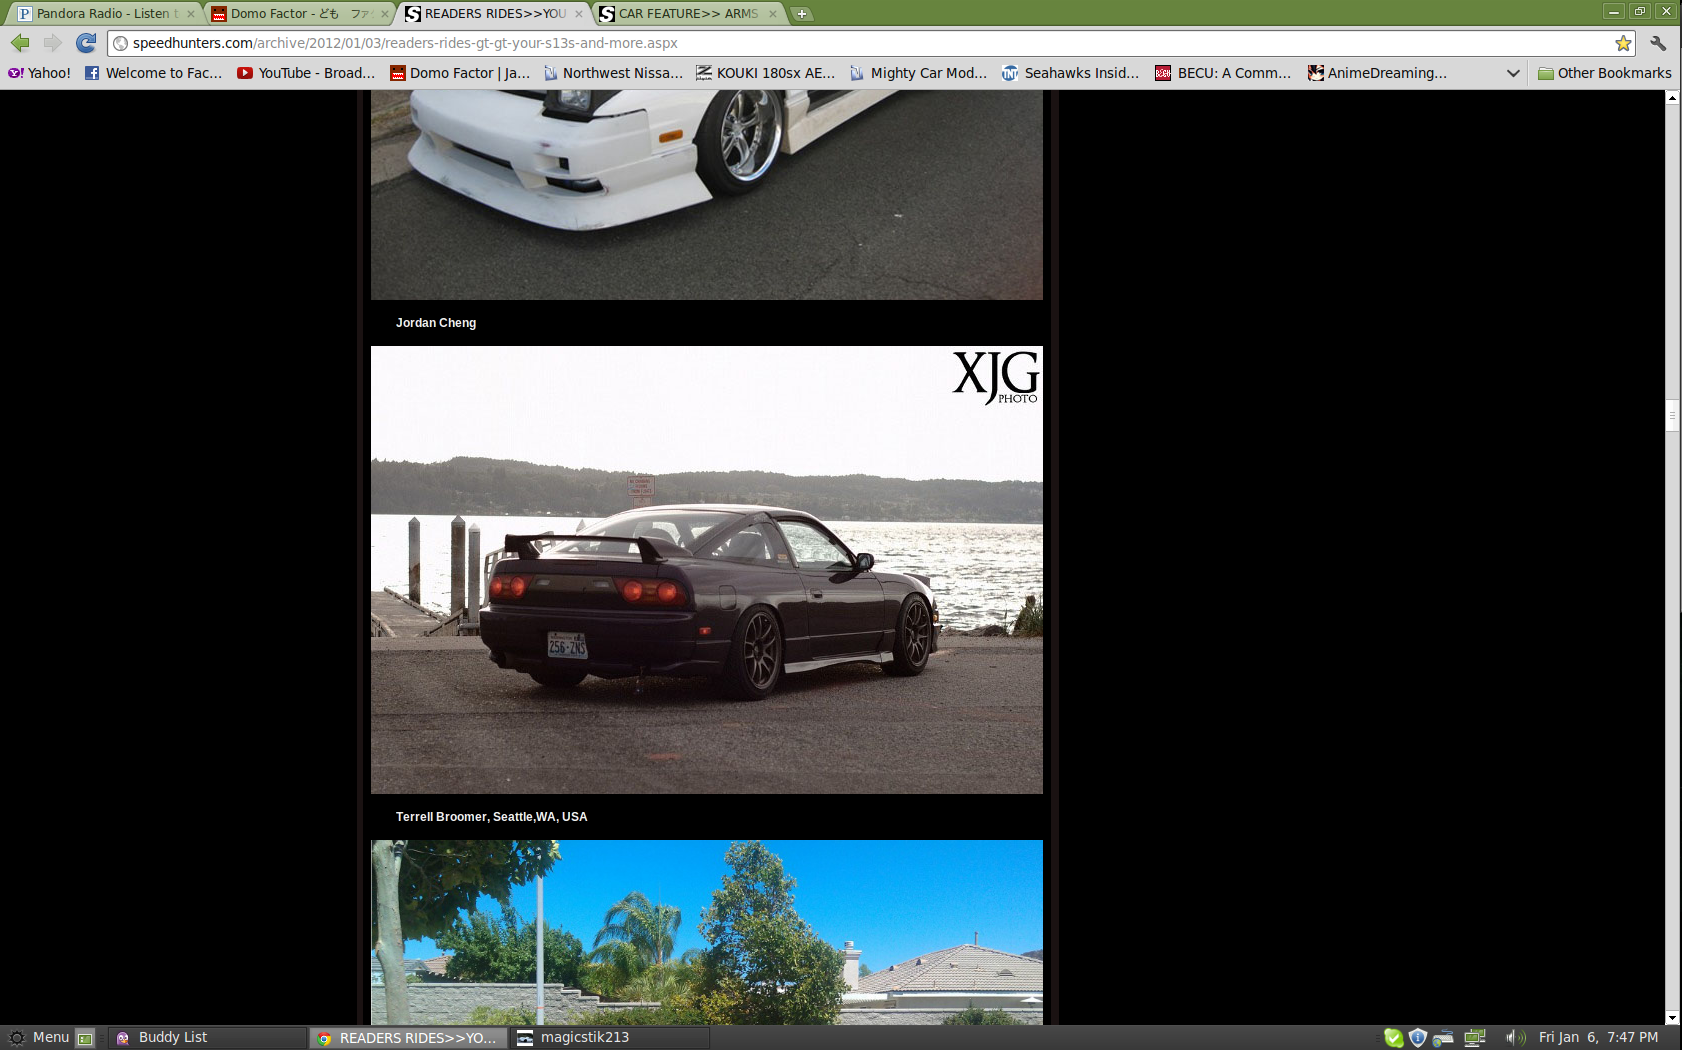 Pandora Radio - Listen t
Domo Factor - ども ファク
READERS RIDES>>YOU
CAR FEATURE>> ARMS
speedhunters.com/archive/2012/01/03/readers-rides-gt-gt-your-s13s-and-more.aspx
Yahoo!
Welcome to Fac...
YouTube - Broad...
Domo Factor | Ja...
Northwest Nissa...
KOUKI 180sx AE...
Mighty Car Mod...
Seahawks Insid...
BECU: A Comm...
AnimeDreaming...
Other Bookmarks
Jordan Cheng
XJG
PHOTO
256-ZNS
Terrell Broomer, Seattle,WA, USA
Menu
Buddy List
READERS RIDES>>YO...
magicstik213
Fri Jan 6, 7:47 PM